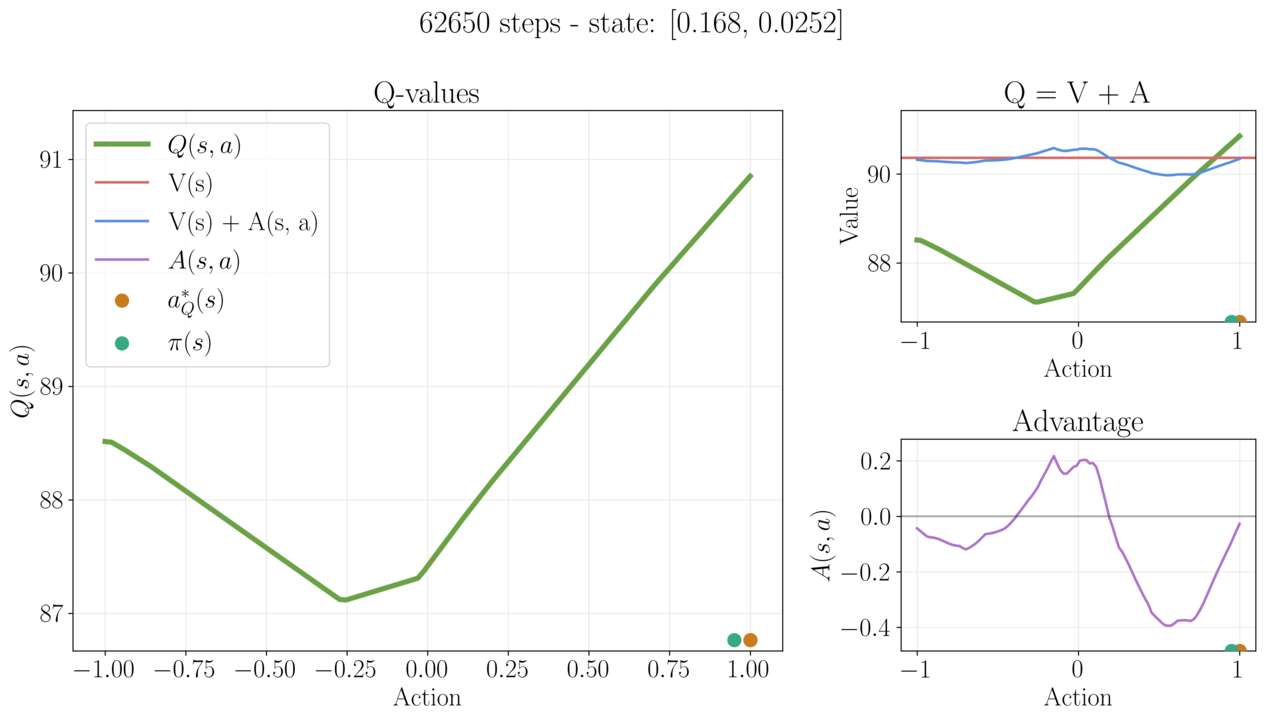 62650 steps - state: [0.168, 0.0252]
Q-values
Q(s, a)
91
90
89
88
87
−1.00
−0.75
−0.50
−0.25
0.00
0.25
0.50
0.75
1.00
Action
Q(s, a)
V(s)
V(s) + A(s, a)
A(s, a)
a*Q(s)
π(s)
Q = V + A
Value
90
88
−1
0
1
Action
Advantage
A(s, a)
0.2
0.0
−0.2
−0.4
−1
0
1
Action